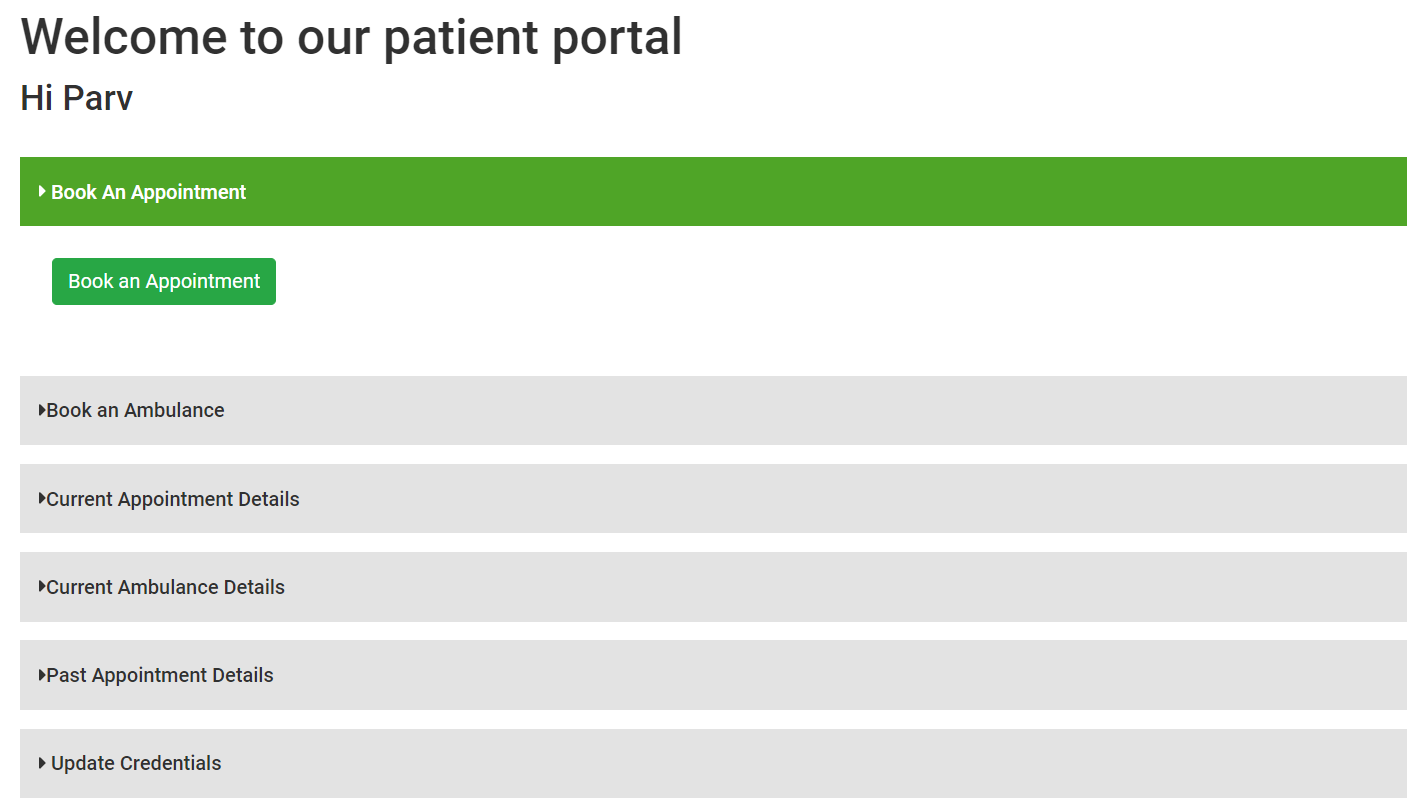 Welcome to our patient portal
Hi Parv
Book An Appointment
Book an Appointment
Book an Ambulance
Current Appointment Details
Current Ambulance Details
Past Appointment Details
Update Credentials